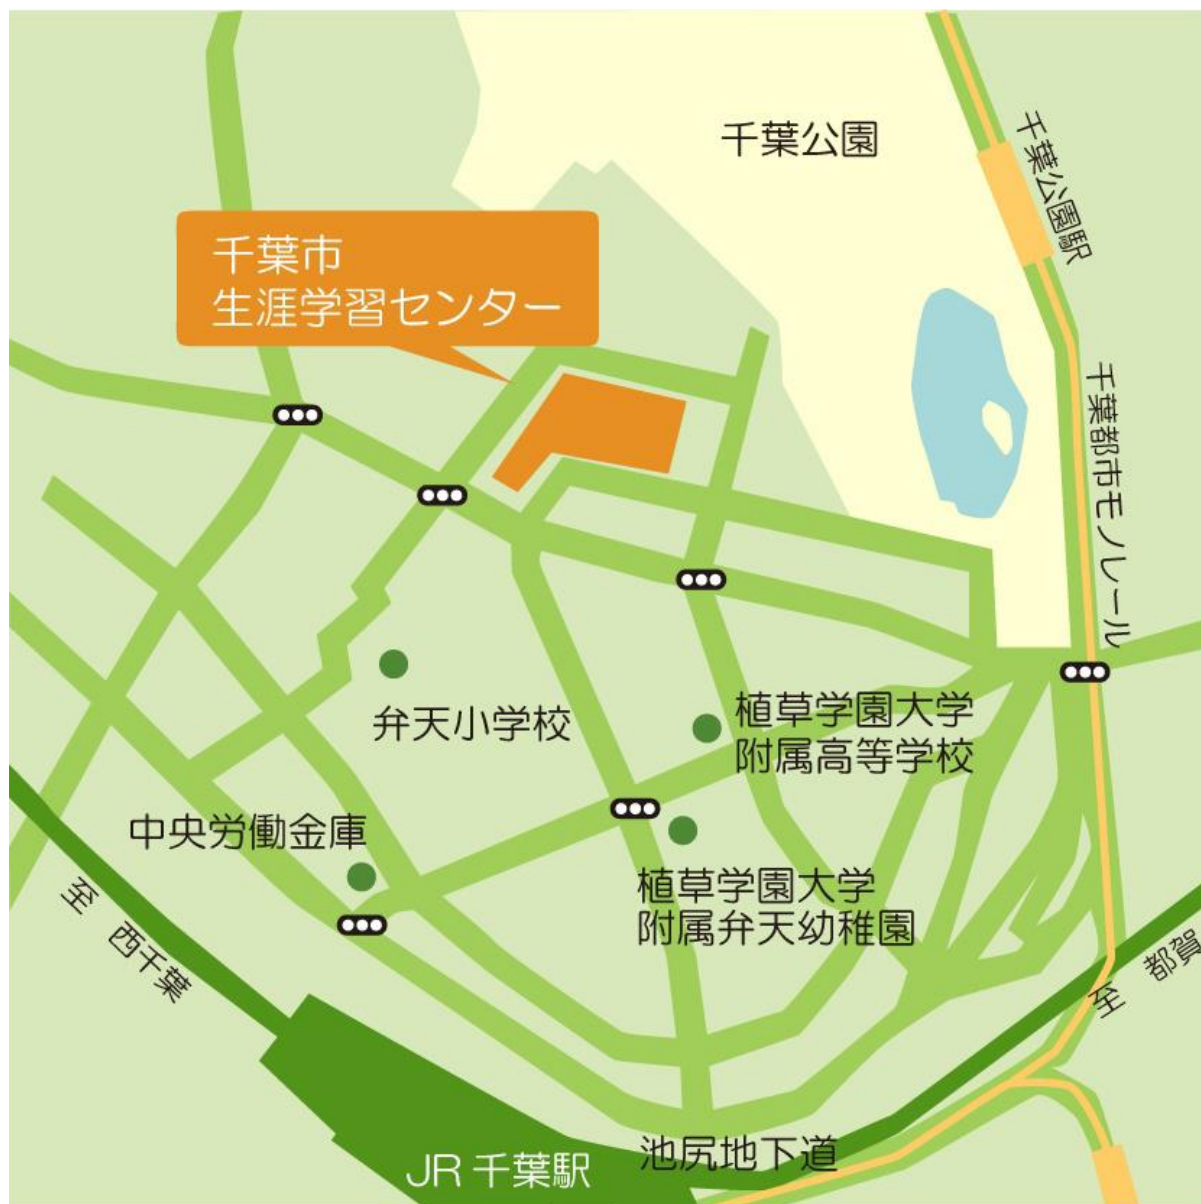 千葉公園
千葉公園駅
千葉市
生涯学習センター
千葉都市モノレール
弁天小学校
植草学園大学
附属高等学校
中央労働金庫
植草学園大学
附属弁天幼稚園
至 西千葉
至 都賀
池尻地下道
JR 千葉駅